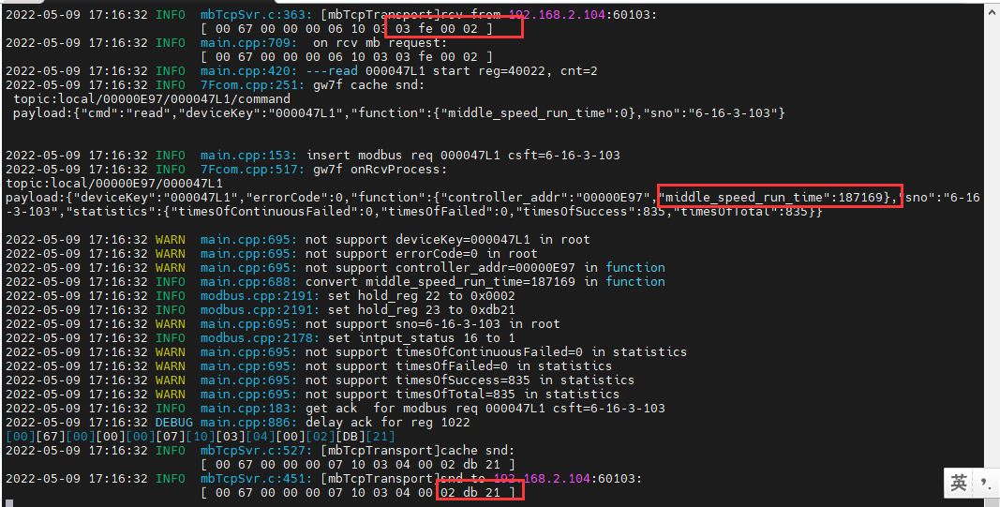 2022-05-09 17:16:32 INFO  mbTcpSvr.c:363: [mbTcpTransport]rcv from 192.168.2.104:60103:
[ 00 67 00 00 00 06 10 03 03 fe 00 02 ]
2022-05-09 17:16:32 INFO  main.cpp:709:  on rcv mb request:
[ 00 67 00 00 00 06 10 03 03 fe 00 02 ]
2022-05-09 17:16:32 INFO  main.cpp:420: ---read 000047L1 start reg=40022, cnt=2
2022-05-09 17:16:32 INFO  7Fcom.cpp:251: gw7f cache snd:
topic:local/00000E97/000047L1/command
payload:{"cmd":"read","deviceKey":"000047L1","function":{"middle_speed_run_time":0},"sno":"6-16-3-103"}
2022-05-09 17:16:32 INFO  main.cpp:153: insert modbus req 000047L1 csft=6-16-3-103
2022-05-09 17:16:32 INFO  7Fcom.cpp:517: gw7f onRcvProcess:
topic:local/00000E97/000047L1
payload:{"deviceKey":"000047L1","errorCode":0,"function":{"controller_addr":"00000E97","middle_speed_run_time":187169},"sno":"6-16
-3-103","statistics":{"timesOfContinuousFailed":0,"timesOfFailed":0,"timesOfSuccess":835,"timesOfTotal":835}}
2022-05-09 17:16:32 WARN  main.cpp:695: not support deviceKey=000047L1 in root
2022-05-09 17:16:32 WARN  main.cpp:695: not support errorCode=0 in root
2022-05-09 17:16:32 WARN  main.cpp:695: not support controller_addr=00000E97 in function
2022-05-09 17:16:32 INFO  main.cpp:688: convert middle_speed_run_time=187169 in function
2022-05-09 17:16:32 INFO  modbus.cpp:2191: set hold_reg 22 to 0x0002
2022-05-09 17:16:32 INFO  modbus.cpp:2191: set hold_reg 23 to 0xdb21
2022-05-09 17:16:32 WARN  main.cpp:695: not support sno=6-16-3-103 in root
2022-05-09 17:16:32 INFO  modbus.cpp:2178: set intput_status 16 to 1
2022-05-09 17:16:32 WARN  main.cpp:695: not support timesOfContinuousFailed=0 in statistics
2022-05-09 17:16:32 WARN  main.cpp:695: not support timesOfFailed=0 in statistics
2022-05-09 17:16:32 WARN  main.cpp:695: not support timesOfSuccess=835 in statistics
2022-05-09 17:16:32 WARN  main.cpp:695: not support timesOfTotal=835 in statistics
2022-05-09 17:16:32 INFO  main.cpp:183: get ack  for modbus req 000047L1 csft=6-16-3-103
2022-05-09 17:16:32 DEBUG main.cpp:886: delay ack for reg 1022
[00][67][00][00][00][07][10][03][04][00][02][DB][21]
2022-05-09 17:16:32 INFO  mbTcpSvr.c:527: [mbTcpTransport]cache snd:
[ 00 67 00 00 00 07 10 03 04 00 02 db 21 ]
2022-05-09 17:16:32 INFO  mbTcpSvr.c:451: [mbTcpTransport]snd to 192.168.2.104:60103:
[ 00 67 00 00 00 07 10 03 04 00 02 db 21 ]
英 ’,